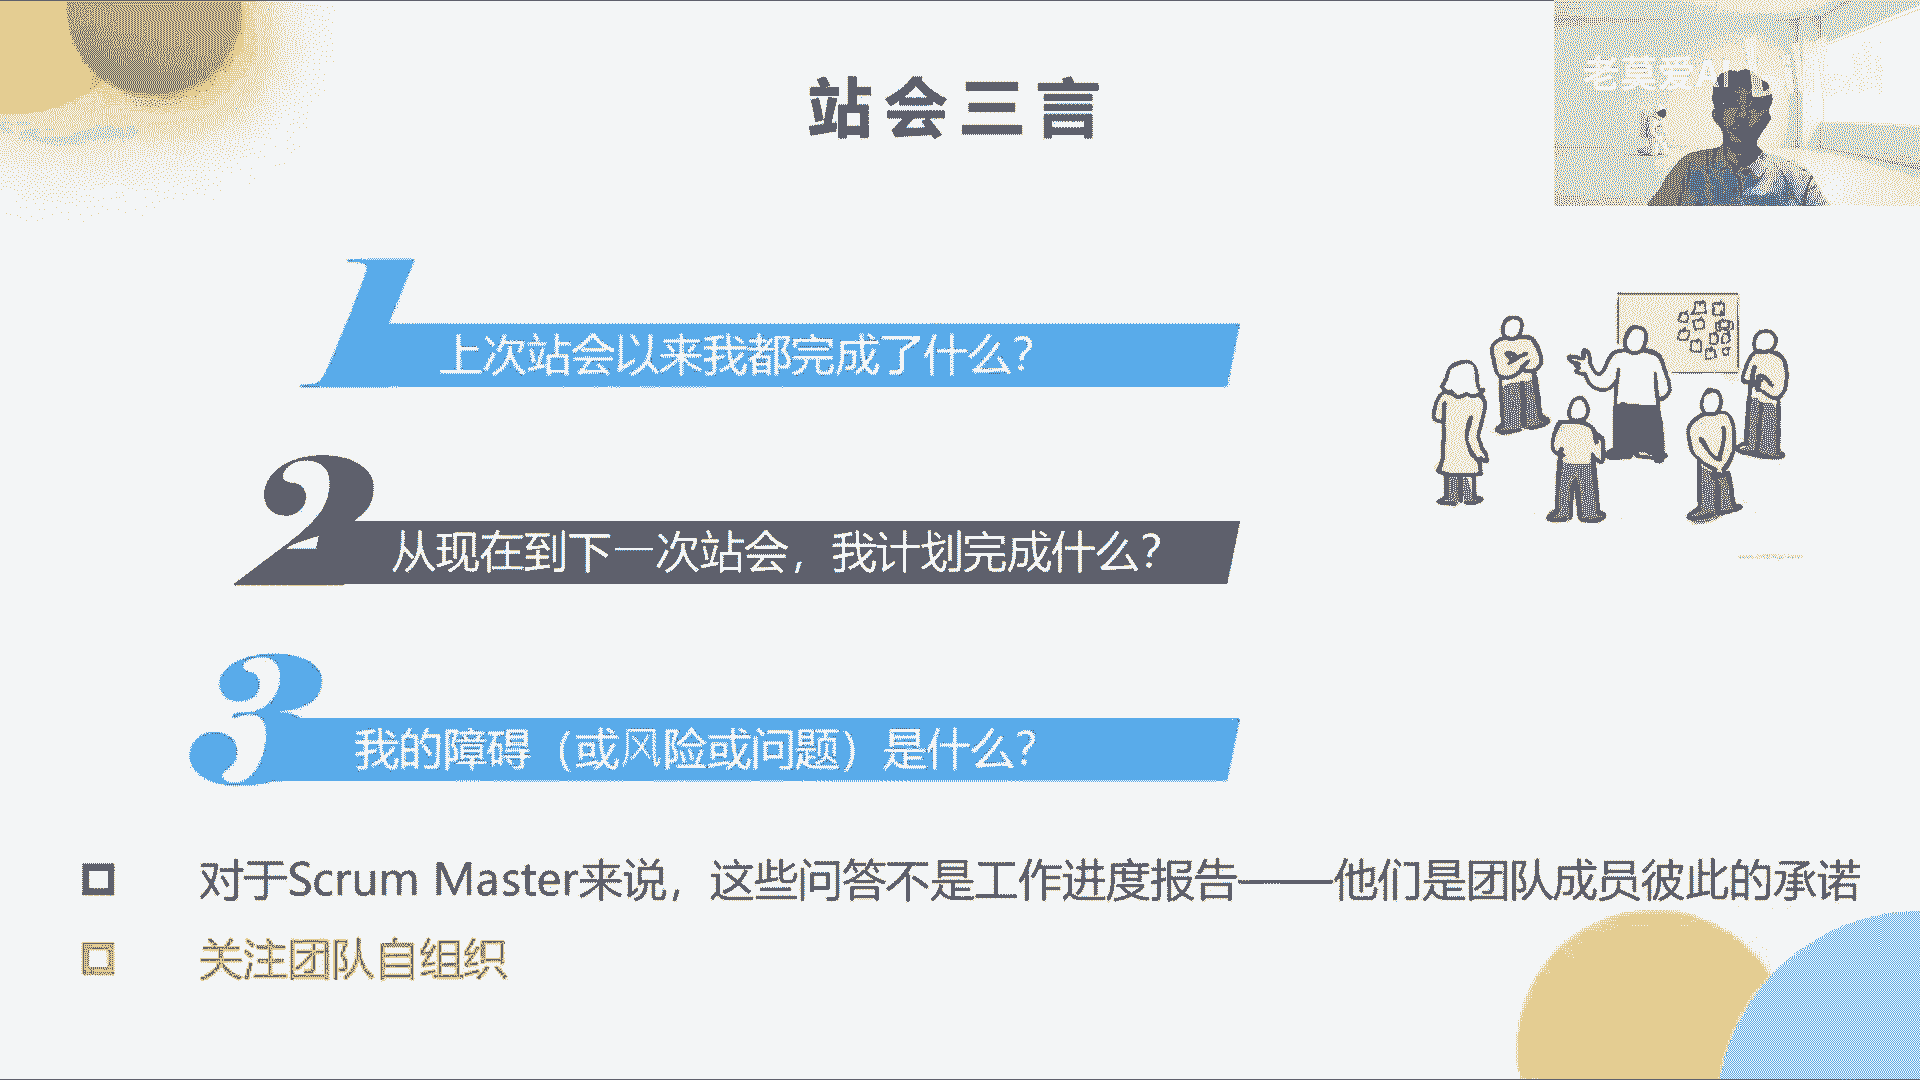 站会三言
老莫爱AI
1
上次站会以来我都完成了什么?
2
从现在到下一次站会，我计划完成什么?
3
我的障碍（或风险或问题）是什么?
对于Scrum Master来说，这些问答不是工作进度报告——他们是团队成员彼此的承诺
关注团队自组织